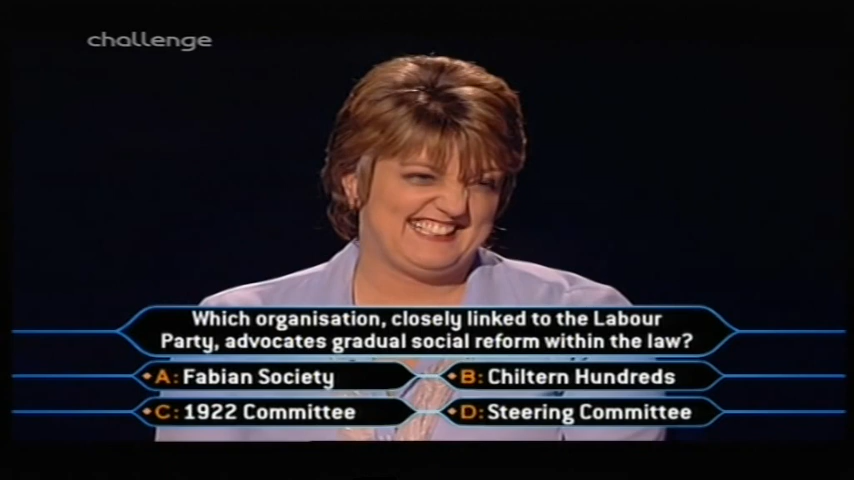 challenge
Which organisation, closely linked to the Labour
Party, advocates gradual social reform within the law?
A: Fabian Society
B: Chiltern Hundreds
C: 1922 Committee
D: Steering Committee